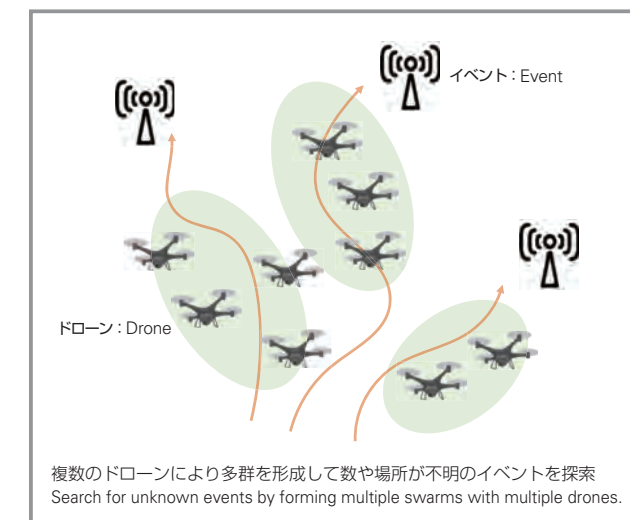 イベント：Event
ドローン：Drone
複数のドローンにより多群を形成して数や場所が不明のイベントを探索
Search for unknown events by forming multiple swarms with multiple drones.